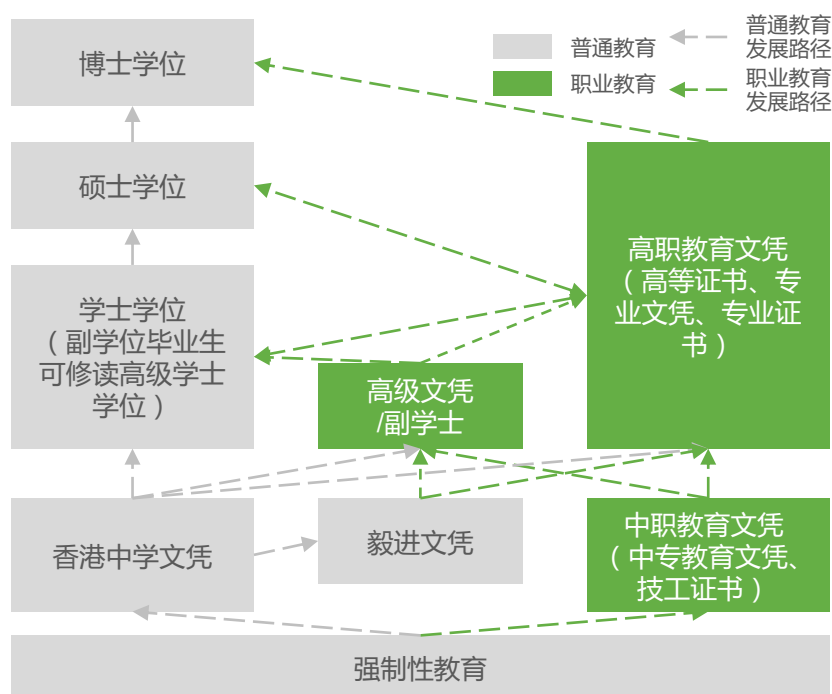 普通教育
普通教育
发展路径
职业教育
职业教育
发展路径
博士学位
硕士学位
学士学位
（副学位毕业生
可修读高级学士
学位）
高级文凭
/副学士
高职教育文凭
（高等证书、专
业文凭、专业证
书）
香港中学文凭
毅进文凭
中职教育文凭
（中专教育文凭、
技工证书）
强制性教育